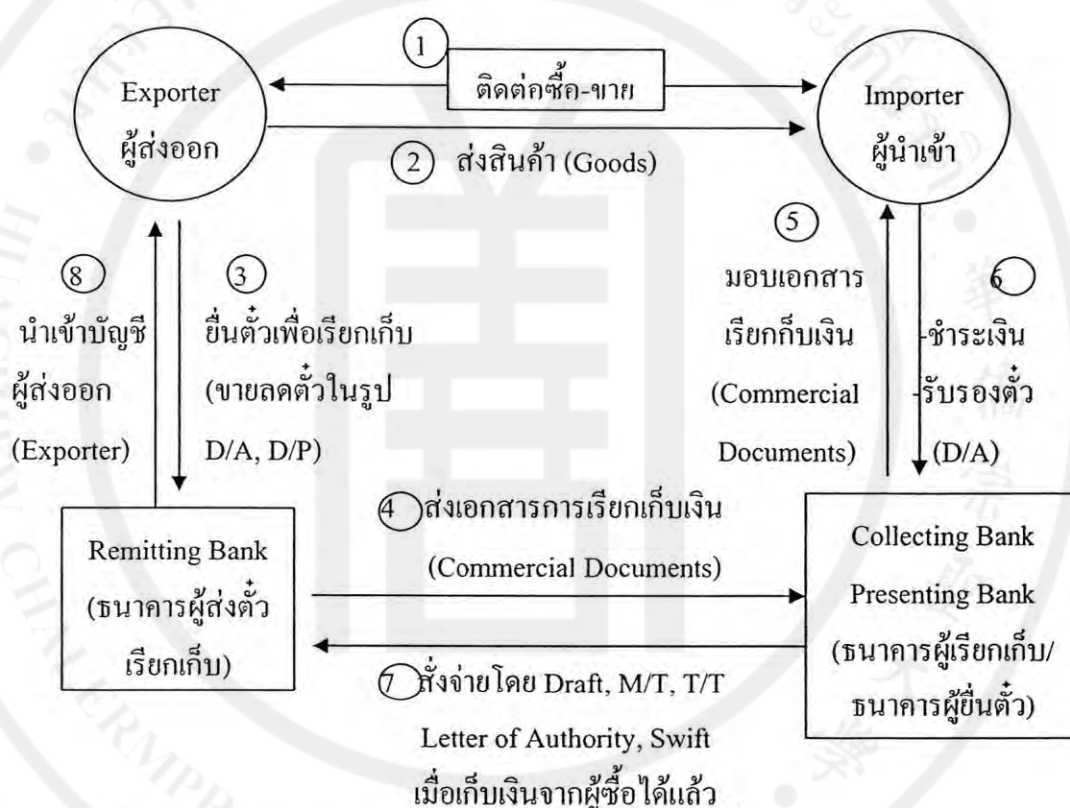 1
ติดต่อซื้อ-ขาย
Exporter
ผู้ส่งออก
Importer
ผู้นำเข้า
2 ส่งสินค้า (Goods)
8
นำเข้าบัญชี
ผู้ส่งออก
(Exporter)
3
ยื่นตั๋วเพื่อเรียกเก็บ
(ขายลดตั๋วในรูป
D/A, D/P)
5
มอบเอกสาร
เรียกก็บเงิน
(Commercial
Documents)
6
-ชำระเงิน
-รับรองตั๋ว
(D/A)
4 ส่งเอกสารการเรียกเก็บเงิน
(Commercial Documents)
Remitting Bank
(ธนาคารผู้ส่งตั๋ว
เรียกเก็บ)
Collecting Bank
Presenting Bank
(ธนาคารผู้เรียกเก็บ/
ธนาคารผู้ยื่นตั๋ว)
7 สั่งจ่ายโดย Draft, M/T, T/T
Letter of Authority, Swift
เมื่อเก็บเงินจากผู้ซื้อได้แล้ว